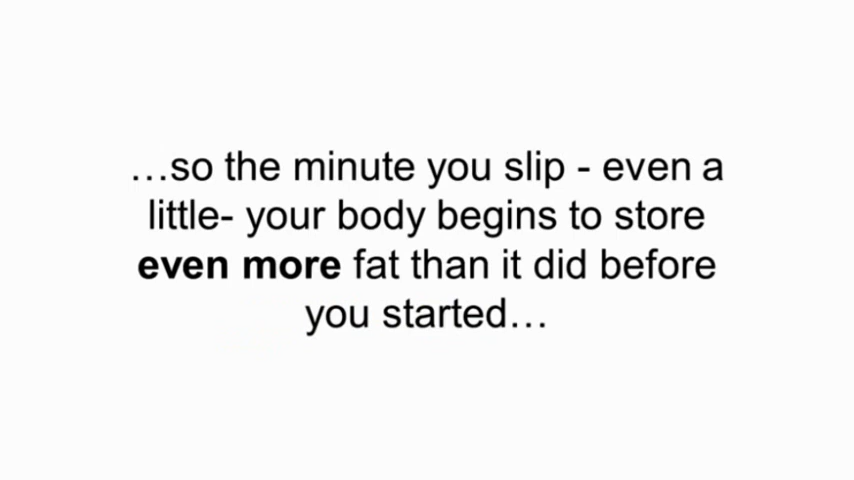 …so the minute you slip - even a
little- your body begins to store
even more fat than it did before
you started…